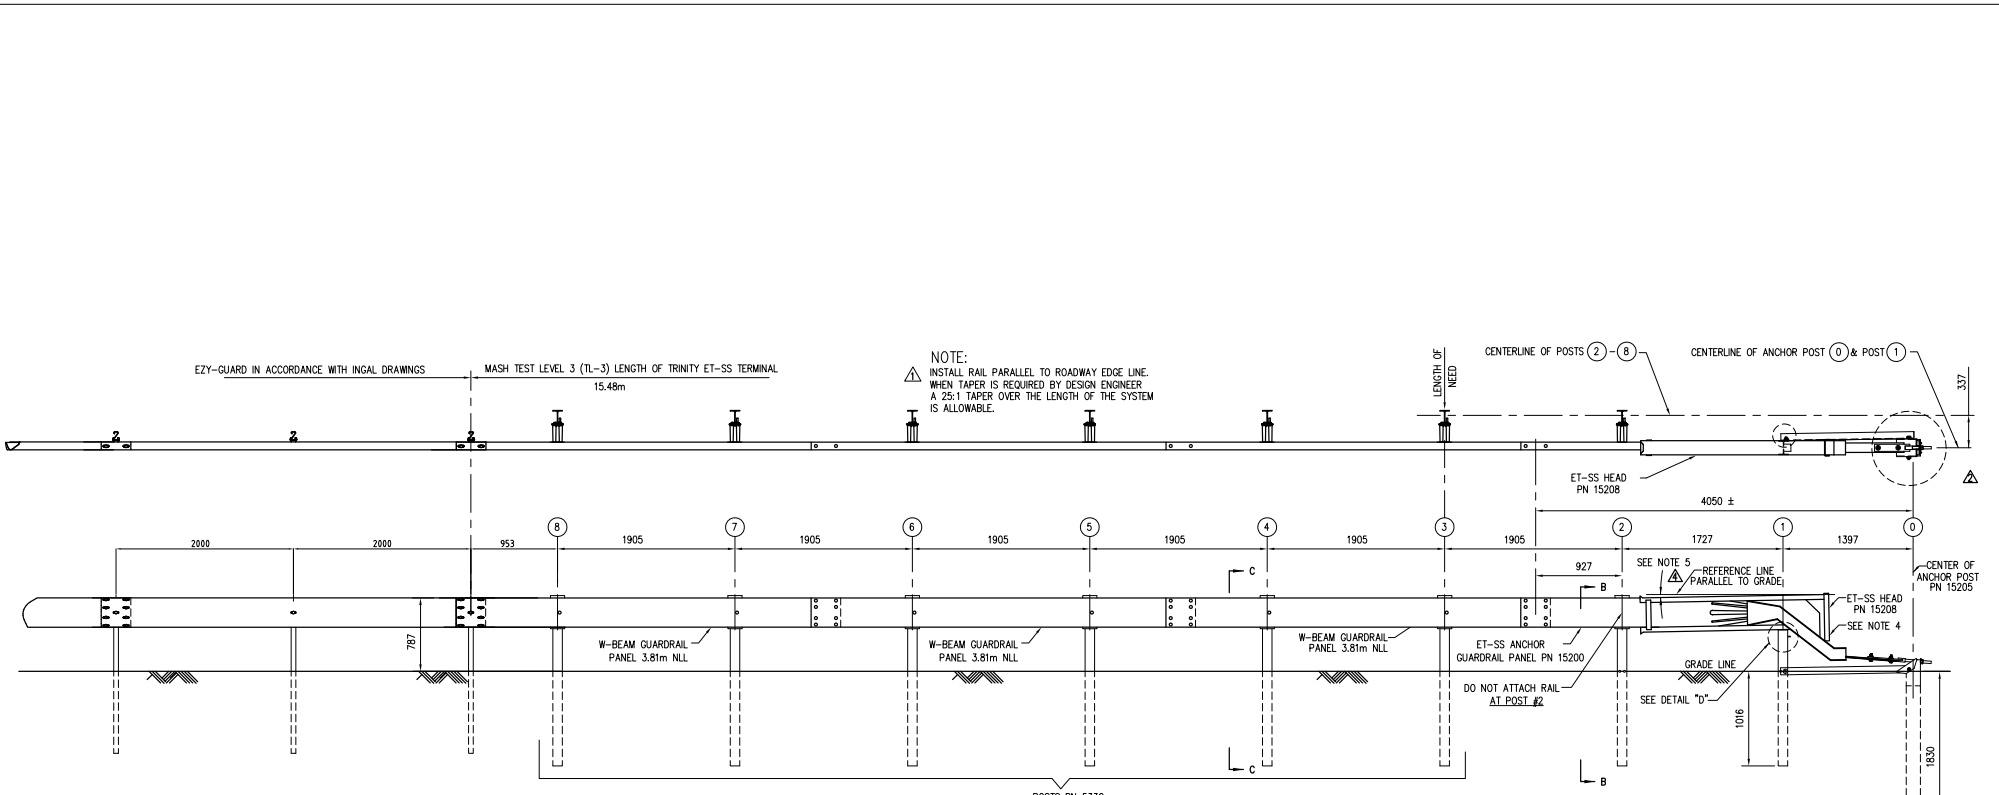 EZY-GUARD IN ACCORDANCE WITH INGAL DRAWINGS
MASH TEST LEVEL 3 (TL-3) LENGTH OF TRINITY ET-SS TERMINAL
15.48m
NOTE:
1
INSTALL RAIL PARALLEL TO ROADWAY EDGE LINE.
WHEN TAPER IS REQUIRED BY DESIGN ENGINEER
A 25:1 TAPER OVER THE LENGTH OF THE SYSTEM
IS ALLOWABLE.
LENGTH OF
NEED
CENTERLINE OF POSTS 2 - 8
CENTERLINE OF ANCHOR POST 0 & POST 1
337
2
2
2
ET-SS HEAD
PN 15208
2
4050 ±
8
7
6
5
4
3
2
1
0
2000
2000
953
1905
1905
1905
1905
1905
1905
1727
1397
927
C
B
SEE NOTE 5
4
REFERENCE LINE
PARALLEL TO GRADE
CENTER OF
ANCHOR POST
PN 15205
ET-SS HEAD
PN 15208
SEE NOTE 4
787
W-BEAM GUARDRAIL
PANEL 3.81m NLL
W-BEAM GUARDRAIL
PANEL 3.81m NLL
W-BEAM GUARDRAIL
PANEL 3.81m NLL
ET-SS ANCHOR
GUARDRAIL PANEL PN 15200
GRADE LINE
DO NOT ATTACH RAIL
AT POST #2
SEE DETAIL "D"
1016
1830
C
B